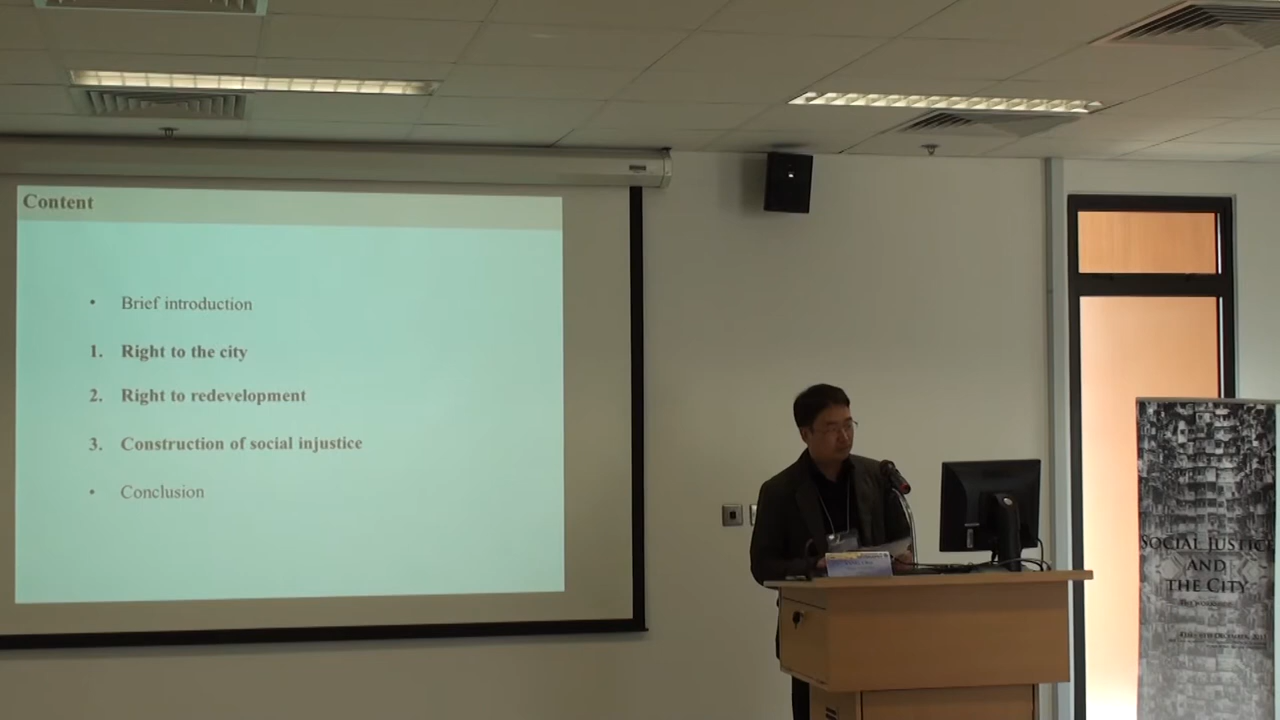 Content
• Brief introduction
1. Right to the city
2. Right to redevelopment
3. Construction of social injustice
• Conclusion
Social Justice
and
the City